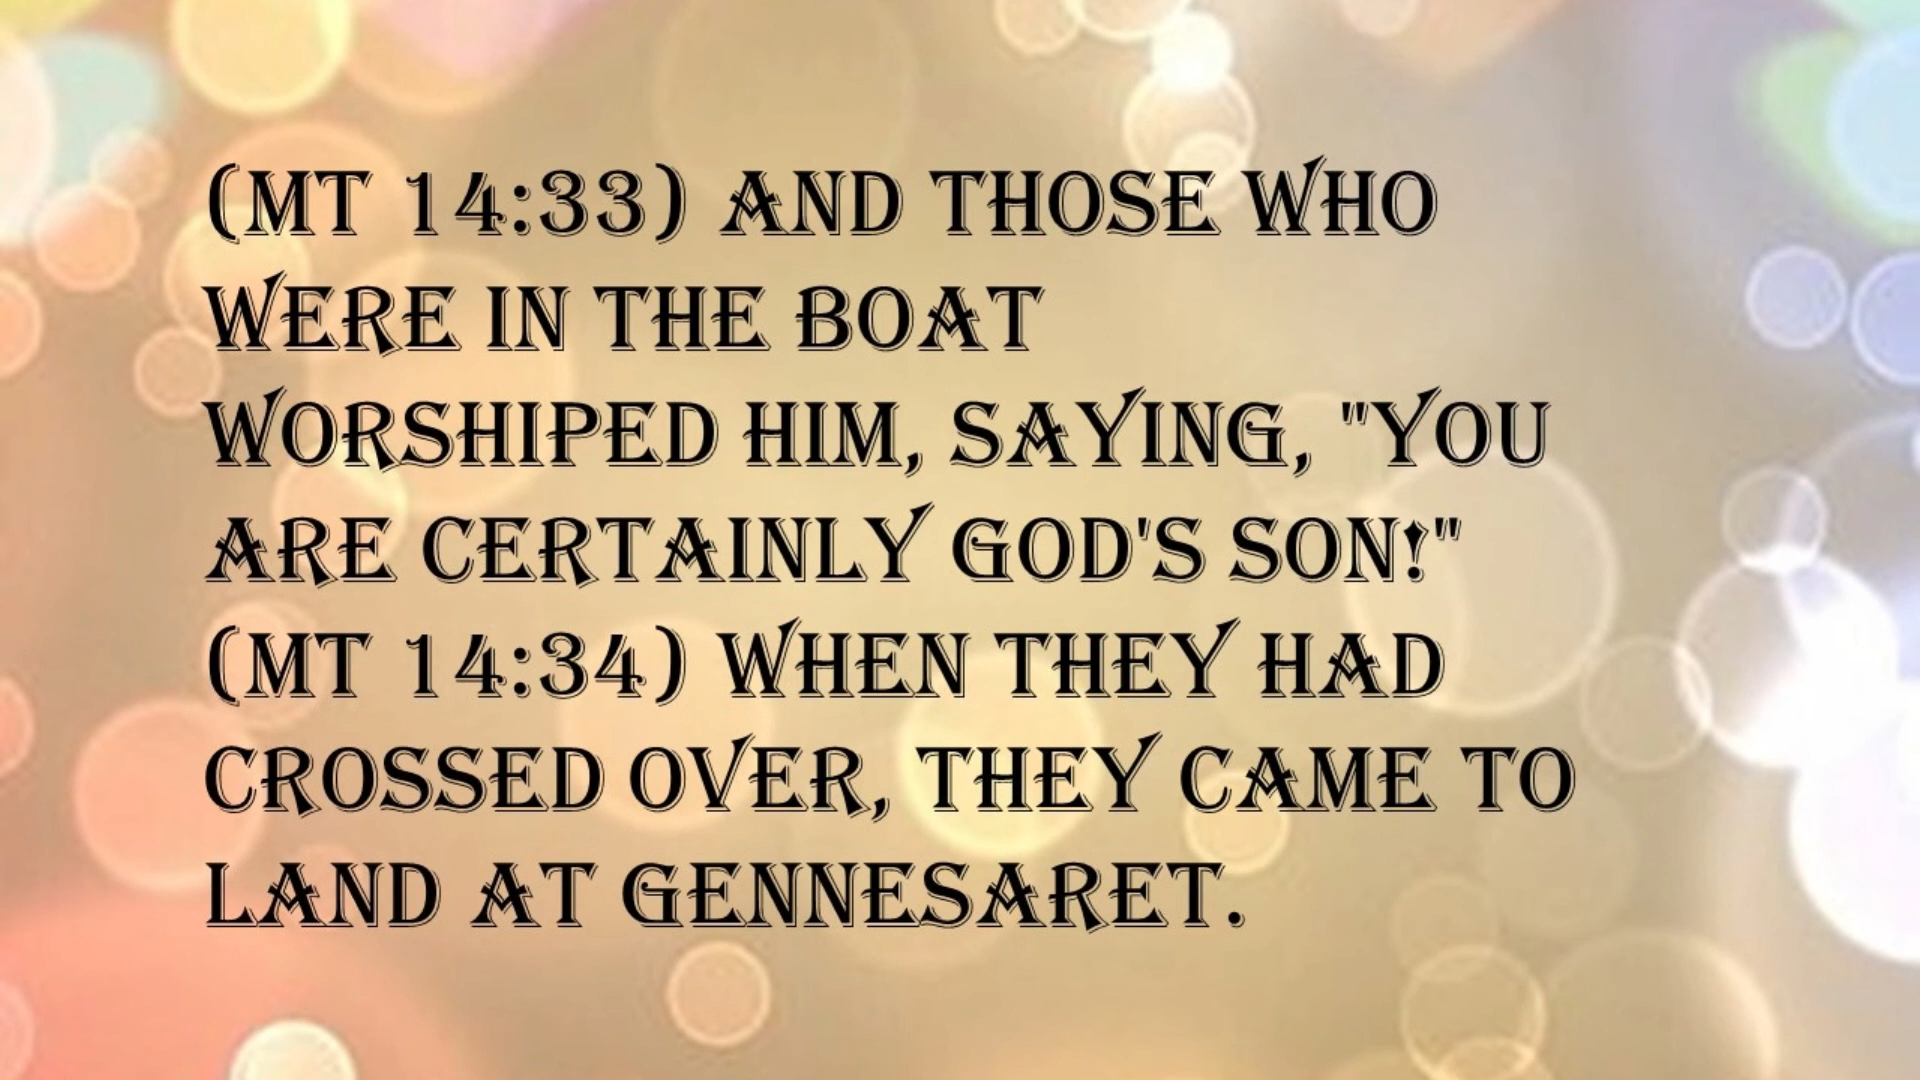 (MT 14:33) AND THOSE WHO
WERE IN THE BOAT
WORSHIPED HIM, SAYING, "YOU
ARE CERTAINLY GOD'S SON!"
(MT 14:34) WHEN THEY HAD
CROSSED OVER, THEY CAME TO
LAND AT GENNESARET.